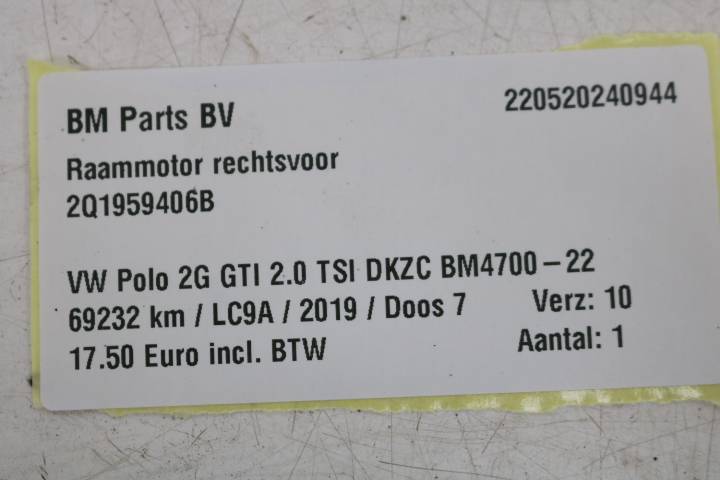 BM Parts BV 220520240944
Raammotor rechtsvoor
2Q1959406B
VW Polo 2G GTI 2.0 TSI DKZC BM4700-22
69232 km / LC9A / 2019 / Doos 7 Verz: 10
17.50 Euro incl. BTW Aantal: 1